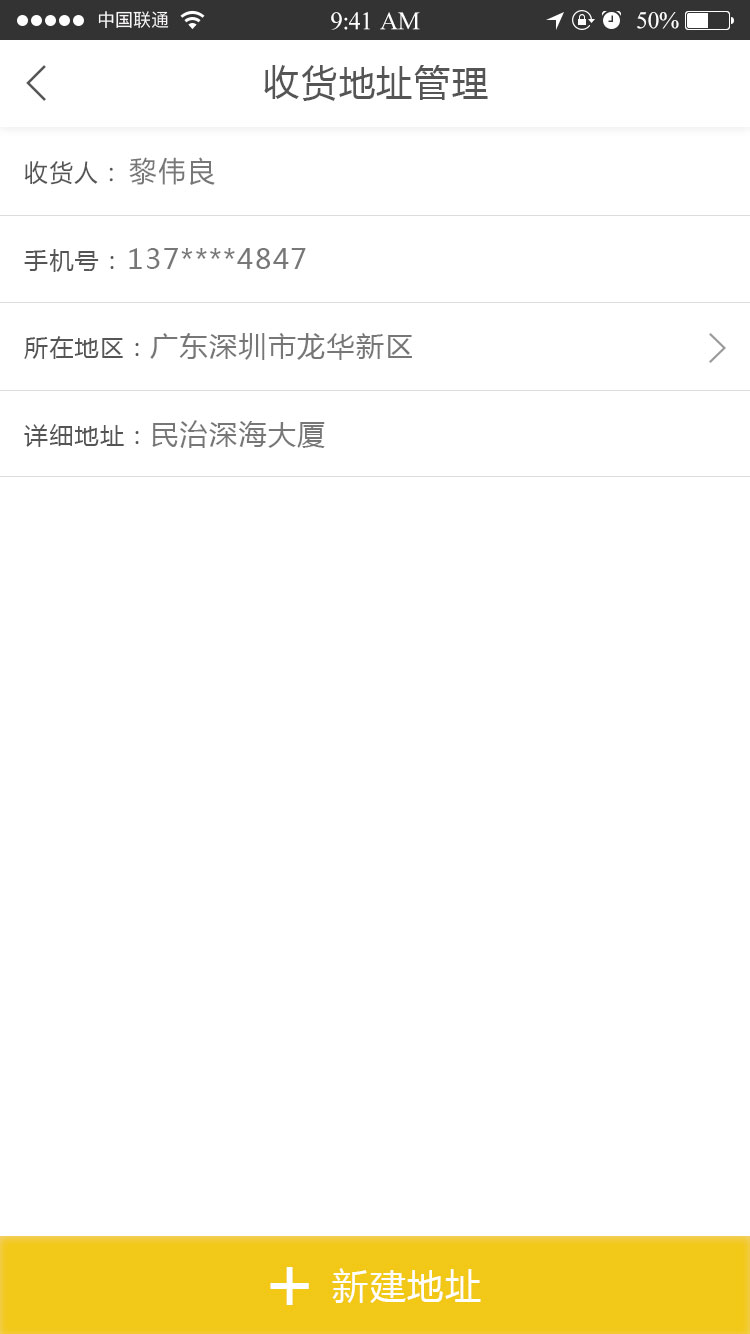 中国联通 9:41 AM 50%
收货地址管理
收货人：黎伟良
手机号：137****4847
所在地区：广东深圳市龙华新区
详细地址：民治深海大厦
新建地址